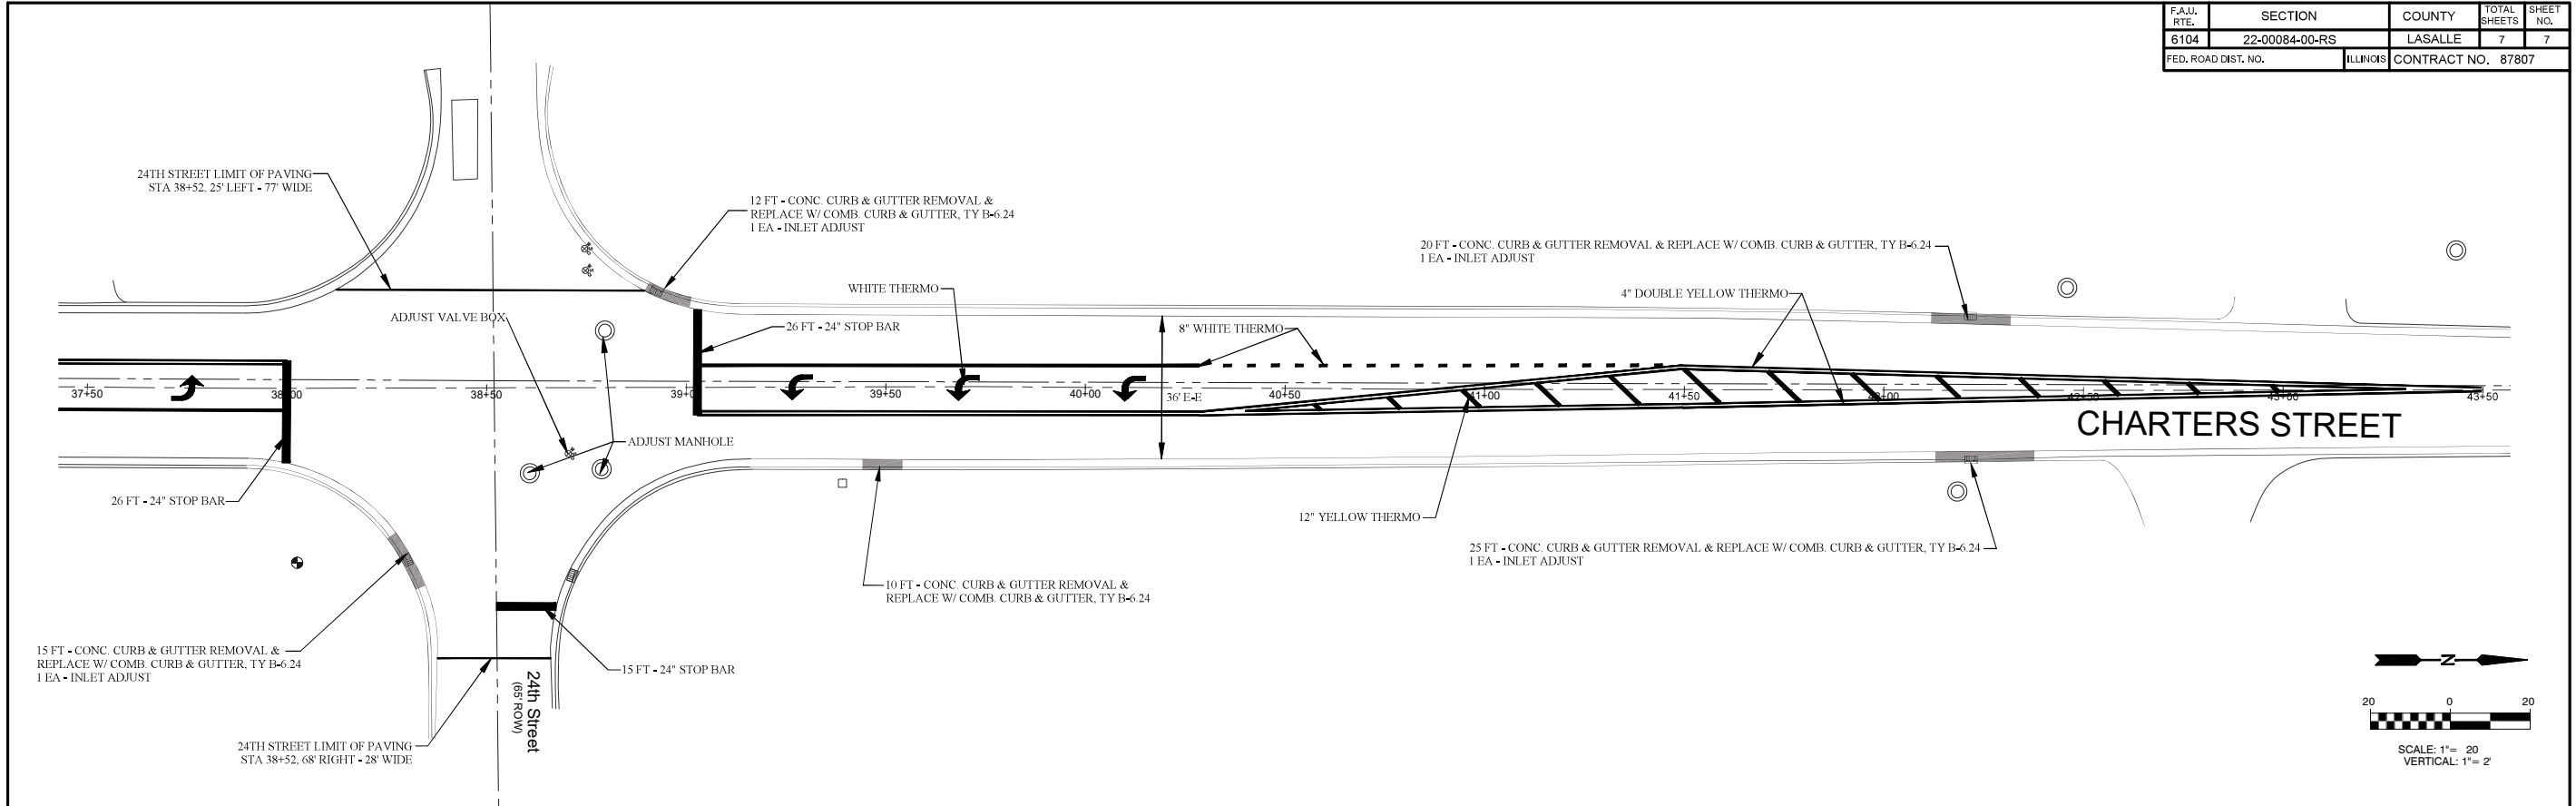 F.A.U. RTE. SECTION COUNTY TOTAL SHEETS SHEET NO.
6104 22-00084-00-RS LASALLE 7 7
FED. ROAD DIST. NO. ILLINOIS CONTRACT NO. 87807
24TH STREET LIMIT OF PAVING
STA 38+52, 25' LEFT - 77' WIDE
12 FT - CONC. CURB & GUTTER REMOVAL &
REPLACE W/ COMB. CURB & GUTTER, TY B-6.24
1 EA - INLET ADJUST
20 FT - CONC. CURB & GUTTER REMOVAL & REPLACE W/ COMB. CURB & GUTTER, TY B-6.24
1 EA - INLET ADJUST
WHITE THERMO
4" DOUBLE YELLOW THERMO
ADJUST VALVE BOX
26 FT - 24" STOP BAR
8" WHITE THERMO
37+50 38+00 38+50 39+00 39+50 40+00 40+50 41+00 41+50 42+00 42+50 43+00 43+50
36' E-E
CHARTERS STREET
ADJUST MANHOLE
26 FT - 24" STOP BAR
12" YELLOW THERMO
25 FT - CONC. CURB & GUTTER REMOVAL & REPLACE W/ COMB. CURB & GUTTER, TY B-6.24
1 EA - INLET ADJUST
10 FT - CONC. CURB & GUTTER REMOVAL &
REPLACE W/ COMB. CURB & GUTTER, TY B-6.24
15 FT - CONC. CURB & GUTTER REMOVAL &
REPLACE W/ COMB. CURB & GUTTER, TY B-6.24
1 EA - INLET ADJUST
15 FT - 24" STOP BAR
24th Street
(65' ROW)
24TH STREET LIMIT OF PAVING
STA 38+52, 68' RIGHT - 28' WIDE
N
20 0 20
SCALE: 1"= 20
VERTICAL: 1"= 2'